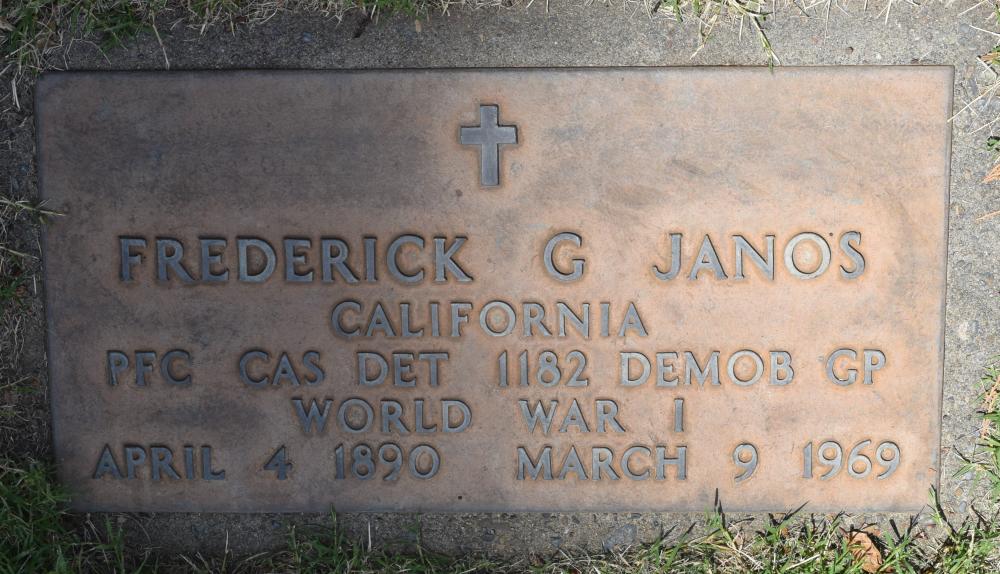 FREDERICK G JANOS
CALIFORNIA
PFC CAS DET 1182 DEMOB GP
WORLD WAR I
APRIL 4 1890 MARCH 9 1969